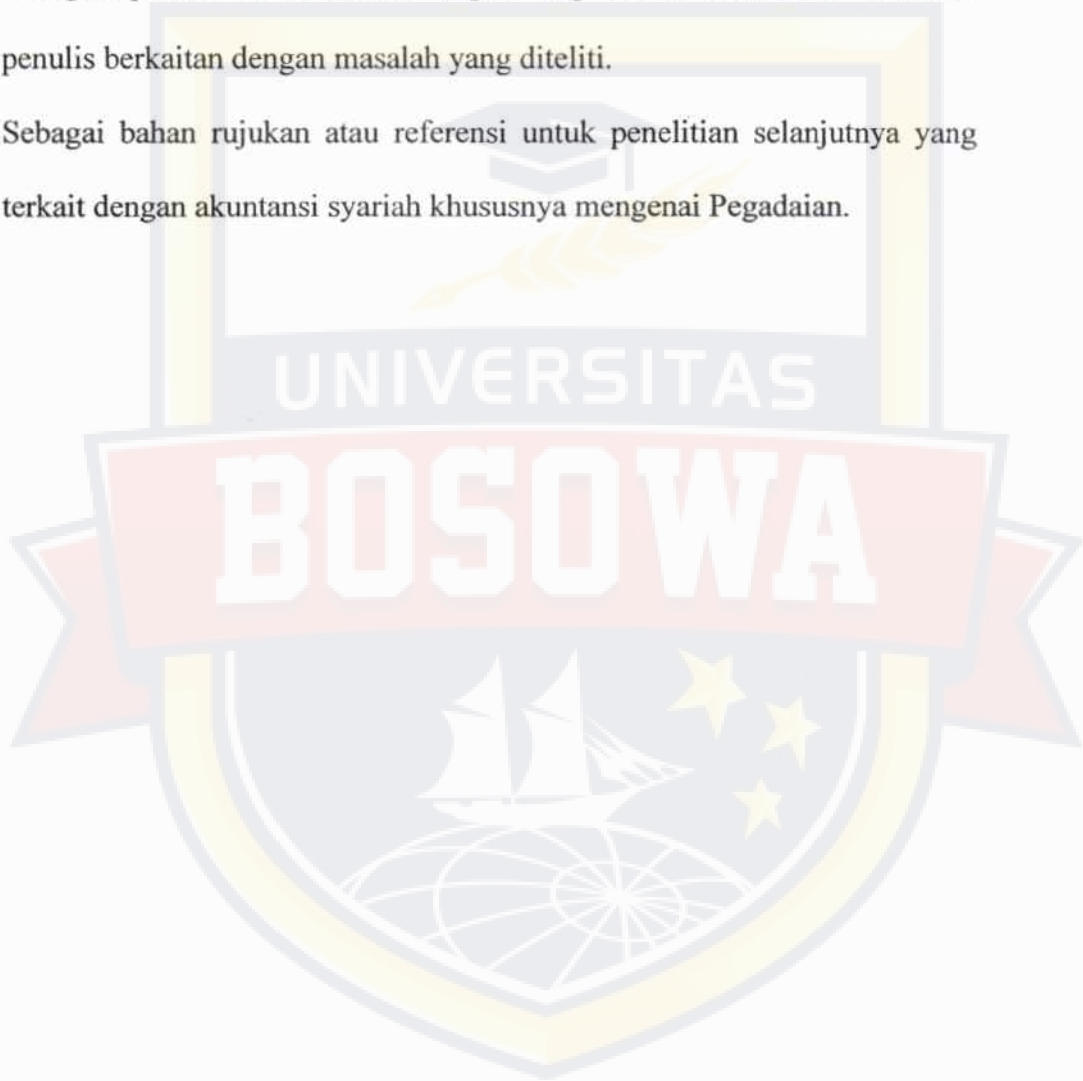 penulis berkaitan dengan masalah yang diteliti.
Sebagai bahan rujukan atau referensi untuk penelitian selanjutnya yang
terkait dengan akuntansi syariah khususnya mengenai Pegadaian.
UNIVERSITAS
BOSOWA